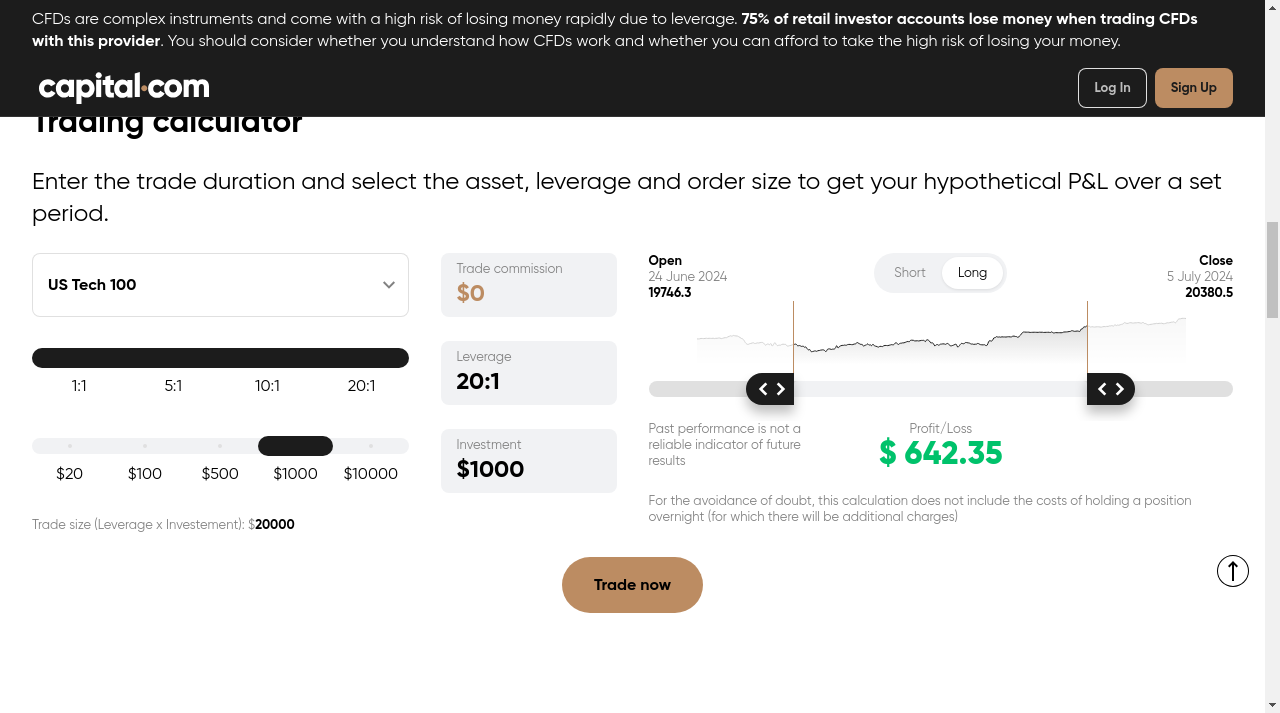 CFDs are complex instruments and come with a high risk of losing money rapidly due to leverage. 75% of retail investor accounts lose money when trading CFDs
with this provider. You should consider whether you understand how CFDs work and whether you can afford to take the high risk of losing your money.
capital.com
Log In
Sign Up
Trading calculator
Enter the trade duration and select the asset, leverage and order size to get your hypothetical P&L over a set
period.
US Tech 100
1:1
5:1
10:1
20:1
$20
$100
$500
$1000
$10000
Trade size (Leverage x Investement): $20000
Trade commission
$0
Leverage
20:1
Investment
$1000
Open
24 June 2024
19746.3
Short
Long
Close
5 July 2024
20380.5
Past performance is not a
reliable indicator of future
results
Profit/Loss
$ 642.35
For the avoidance of doubt, this calculation does not include the costs of holding a position
overnight (for which there will be additional charges)
Trade now